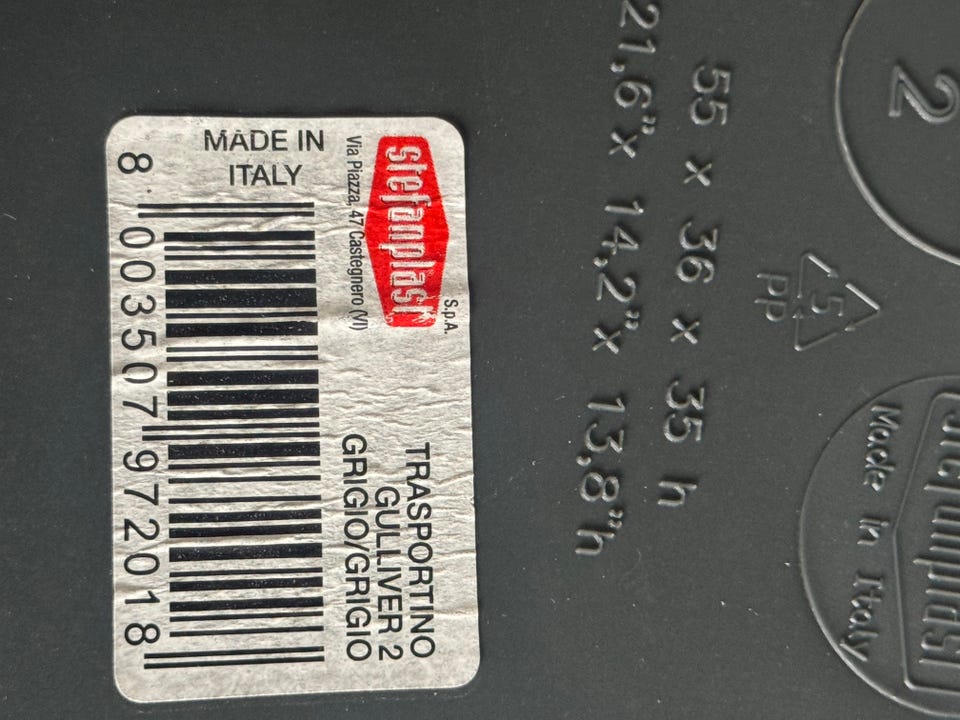 stefanplast
S.p.A.
Via Piazza, 47 Castegnero (VI)
TRASPORTINO
GULLIVER 2
GRIGIO/GRIGIO
MADE IN
ITALY
8 003507 972018
2
5
PP
55 x 36 x 35 h
21,6"x 14,2"x 13,8"h
stefanplast
Made in Italy